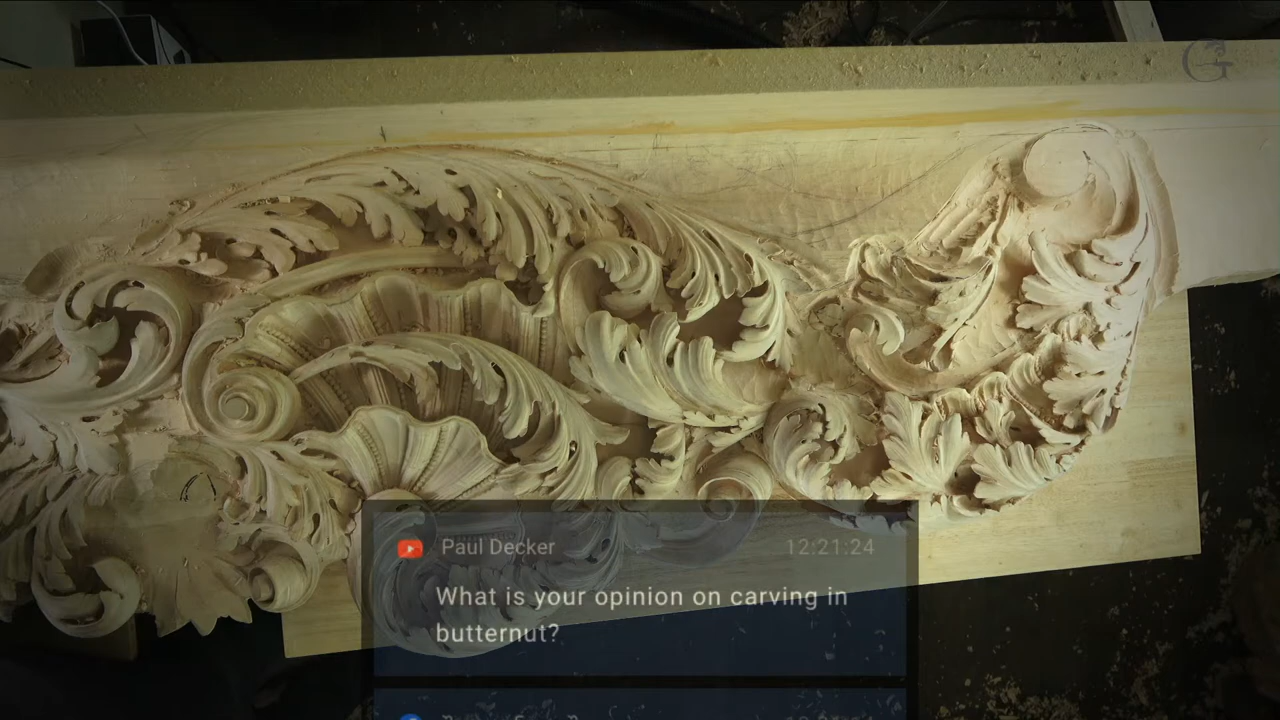 Paul Decker 12:21:24
What is your opinion on carving in
butternut?